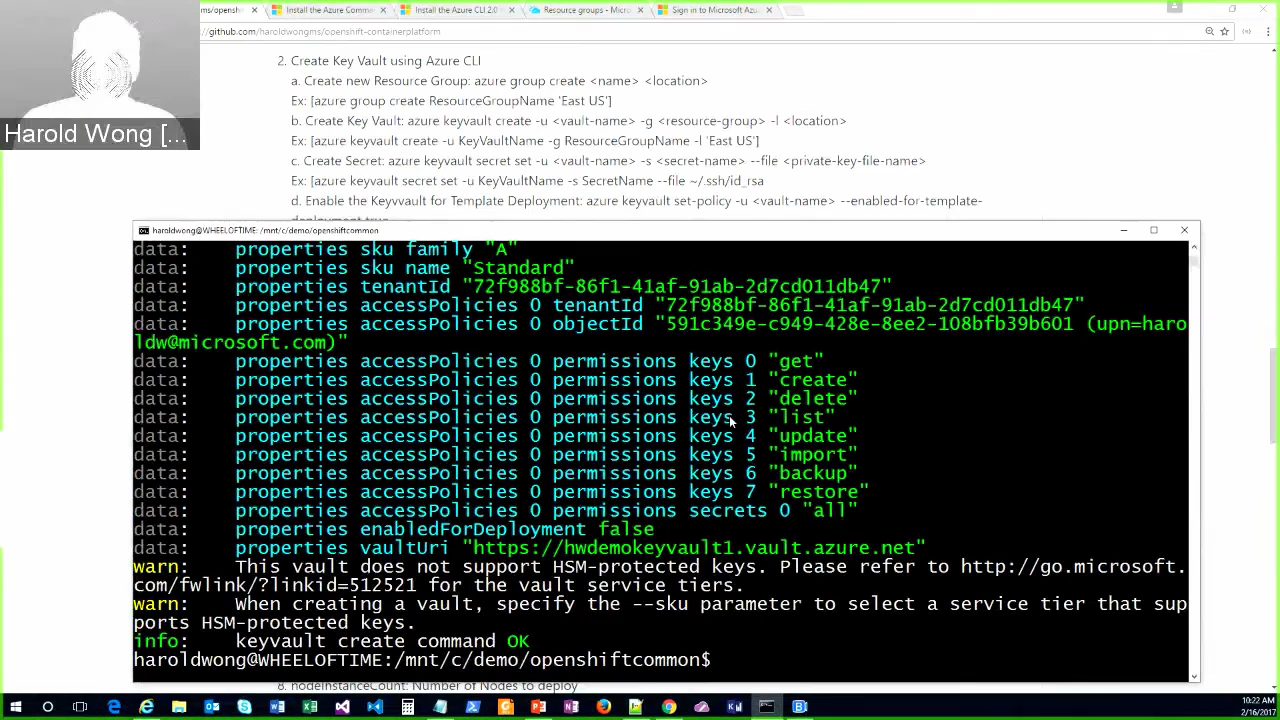 ms/opensh
Install the Azure Comm
Install the Azure CLI 2.0
Resource groups - Micro
Sign in to Microsoft Azu
github.com/haroldwongms/openshift-containerplatform
Harold Wong [...
2. Create Key Vault using Azure CLI
a. Create new Resource Group: azure group create <name> <location>
Ex: [azure group create ResourceGroupName 'East US']
b. Create Key Vault: azure keyvault create -u <vault-name> -g <resource-group> -l <location>
Ex: [azure keyvault create -u KeyVaultName -g ResourceGroupName -l 'East US']
c. Create Secret: azure keyvault secret set -u <vault-name> -s <secret-name> --file <private-key-file-name>
Ex: [azure keyvault secret set -u KeyVaultName -s SecretName --file ~/.ssh/id_rsa
d. Enable the Keyvvault for Template Deployment: azure keyvault set-policy -u <vault-name> --enabled-for-template-
deployment true
haroldwong@WHEELOFTIME: /mnt/c/demo/openshiftcommon
data: properties sku family "A"
data: properties sku name "Standard"
data: properties tenantId "72f988bf-86f1-41af-91ab-2d7cd011db47"
data: properties accessPolicies 0 tenantId "72f988bf-86f1-41af-91ab-2d7cd011db47"
data: properties accessPolicies 0 objectId "591c349e-c949-428e-8ee2-108bfb39b601 (upn=haro
ldw@microsoft.com)"
data: properties accessPolicies 0 permissions keys 0 "get"
data: properties accessPolicies 0 permissions keys 1 "create"
data: properties accessPolicies 0 permissions keys 2 "delete"
data: properties accessPolicies 0 permissions keys 3 "list"
data: properties accessPolicies 0 permissions keys 4 "update"
data: properties accessPolicies 0 permissions keys 5 "import"
data: properties accessPolicies 0 permissions keys 6 "backup"
data: properties accessPolicies 0 permissions keys 7 "restore"
data: properties accessPolicies 0 permissions secrets 0 "all"
data: properties enabledForDeployment false
data: properties vaultUri "https://hwdemokeyvault1.vault.azure.net"
warn: This vault does not support HSM-protected keys. Please refer to http://go.microsoft.
com/fwlink/?linkid=512521 for the vault service tiers.
warn: When creating a vault, specify the --sku parameter to select a service tier that sup
ports HSM-protected keys.
info: keyvault create command OK
haroldwong@WHEELOFTIME:/mnt/c/demo/openshiftcommon$
8. nodeInstanceCount: Number of Nodes to deploy
10:22 AM
2/16/2017